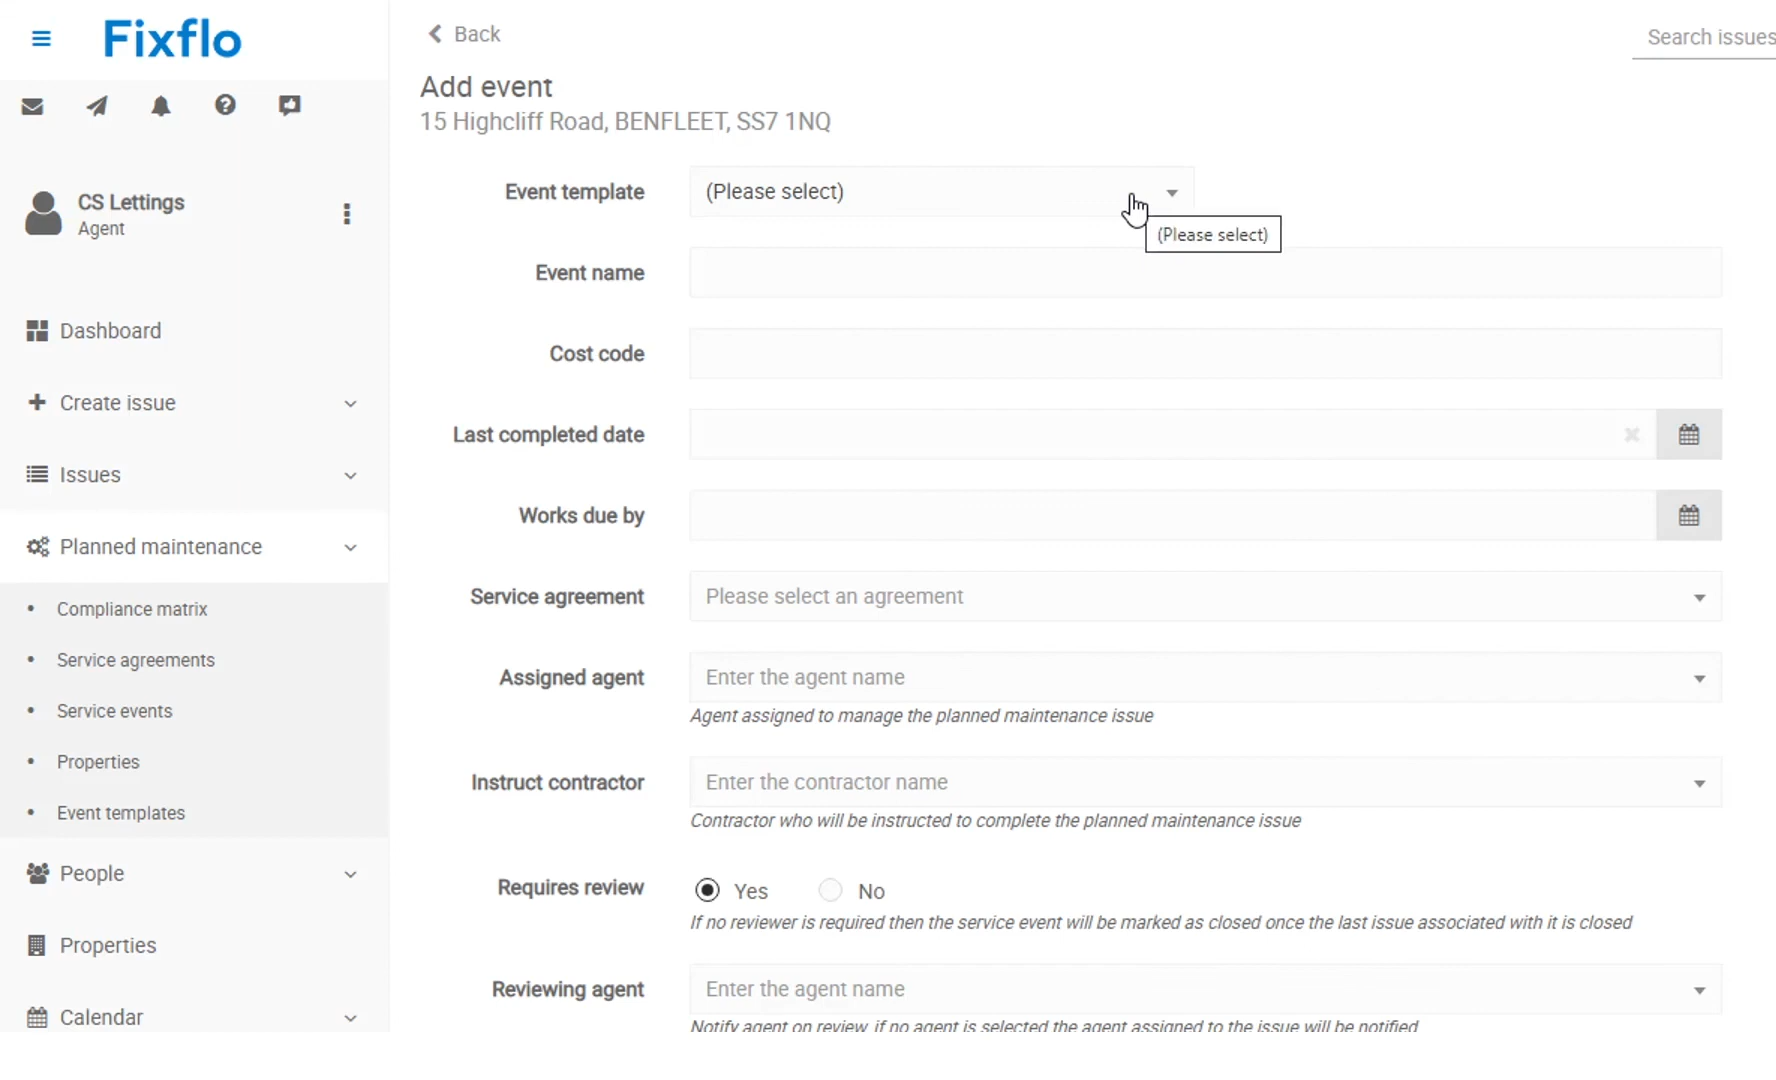 Fixflo
CS Lettings
Agent
Dashboard
Create issue
Issues
Planned maintenance
Compliance matrix
Service agreements
Service events
Properties
Event templates
People
Properties
Calendar
Back
Search issues
Add event
15 Highcliff Road, BENFLEET, SS7 1NQ
Event template (Please select)
(Please select)
Event name
Cost code
Last completed date
Works due by
Service agreement Please select an agreement
Assigned agent Enter the agent name
Agent assigned to manage the planned maintenance issue
Instruct contractor Enter the contractor name
Contractor who will be instructed to complete the planned maintenance issue
Requires review Yes No
If no reviewer is required then the service event will be marked as closed once the last issue associated with it is closed
Reviewing agent Enter the agent name
Notify agent on review, if no agent is selected the agent assigned to the issue will be notified